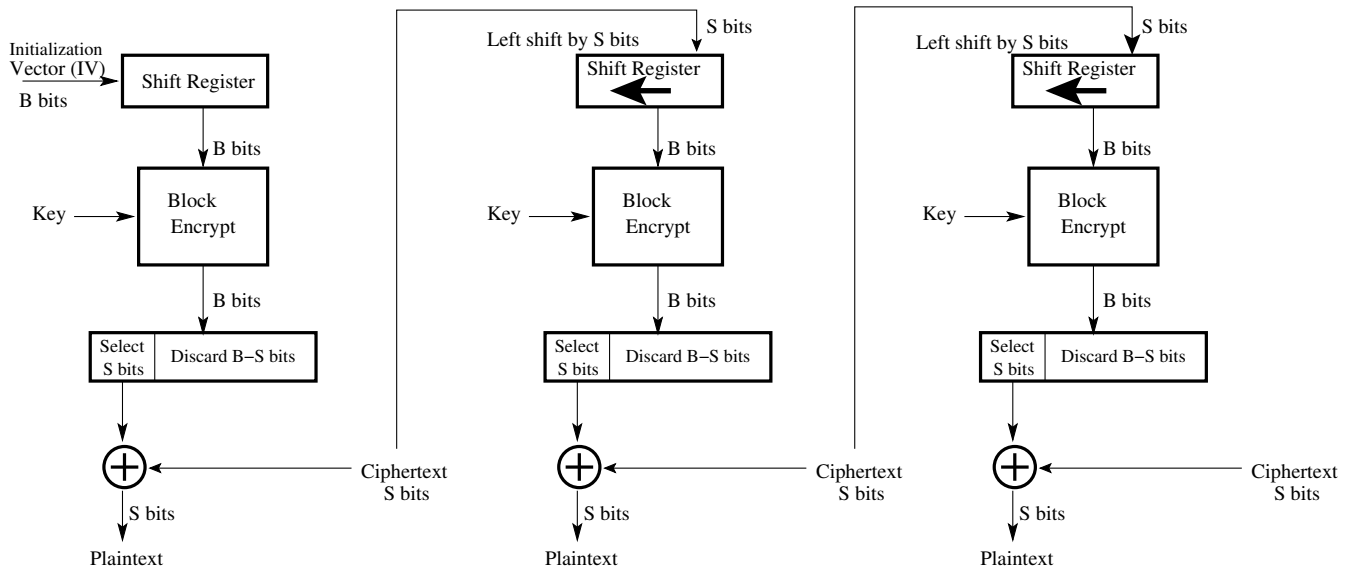 S bits
S bits
Left shift by S bits
Left shift by S bits
Initialization
Vector (IV)
B bits
Shift Register
Shift Register
Shift Register
B bits
B bits
B bits
Key
Block
Encrypt
Key
Block
Encrypt
Key
Block
Encrypt
B bits
B bits
B bits
Select
S bits
Discard B−S bits
Select
S bits
Discard B−S bits
Select
S bits
Discard B−S bits
Ciphertext
S bits
Ciphertext
S bits
Ciphertext
S bits
S bits
S bits
S bits
Plaintext
Plaintext
Plaintext